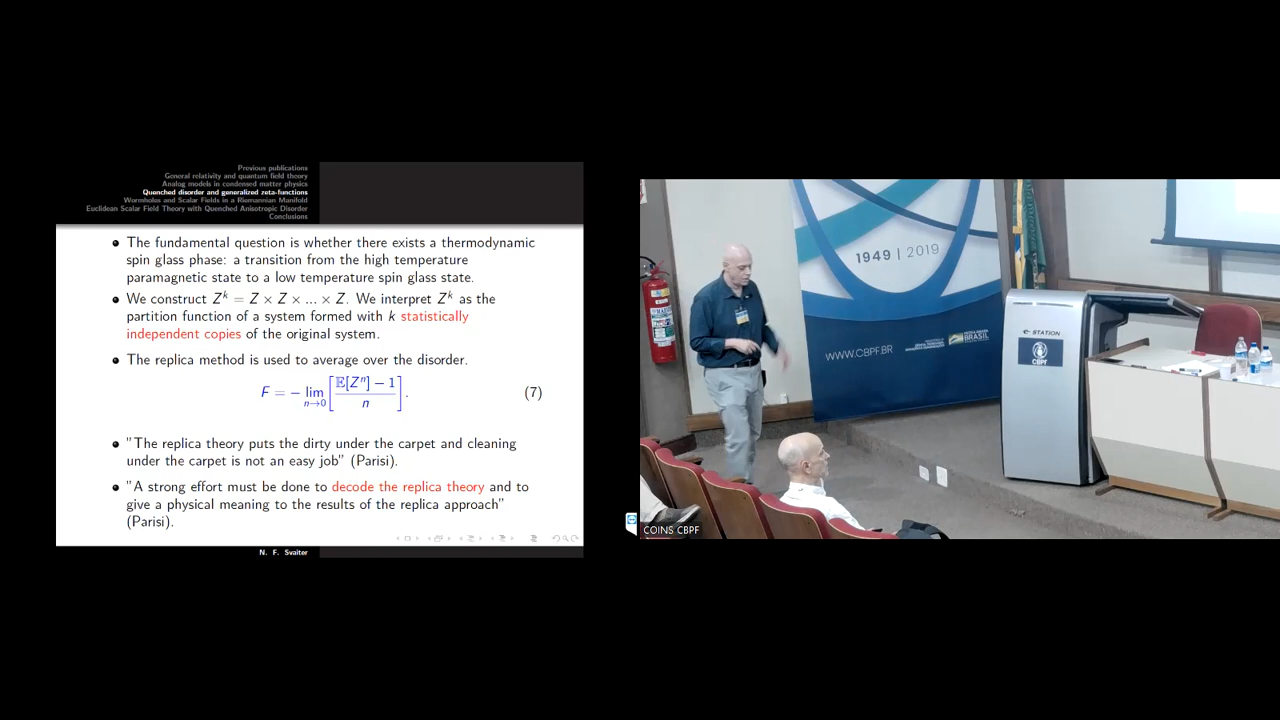 Previous publications
General relativity and quantum field theory
Analog models in condensed matter physics
Quenched disorder and generalized zeta-functions
Wormholes and Scalar Fields in a Riemannian Manifold
Euclidean Scalar Field Theory with Quenched Anisotropic Disorder
Conclusions
The fundamental question is whether there exists a thermodynamic
spin glass phase: a transition from the high temperature
paramagnetic state to a low temperature spin glass state.
We construct Z^k = Z × Z × ... × Z. We interpret Z^k as the
partition function of a system formed with k statistically
independent copies of the original system.
The replica method is used to average over the disorder.
F = − lim_{n→0} [ (𝔼[Z^n] − 1) / n ]. (7)
"The replica theory puts the dirty under the carpet and cleaning
under the carpet is not an easy job" (Parisi).
"A strong effort must be done to decode the replica theory and to
give a physical meaning to the results of the replica approach"
(Parisi).
N. F. Svaiter
1949 | 2019
WWW.CBPF.BR
BRASIL
e-STATION
CBPF
COINS CBPF